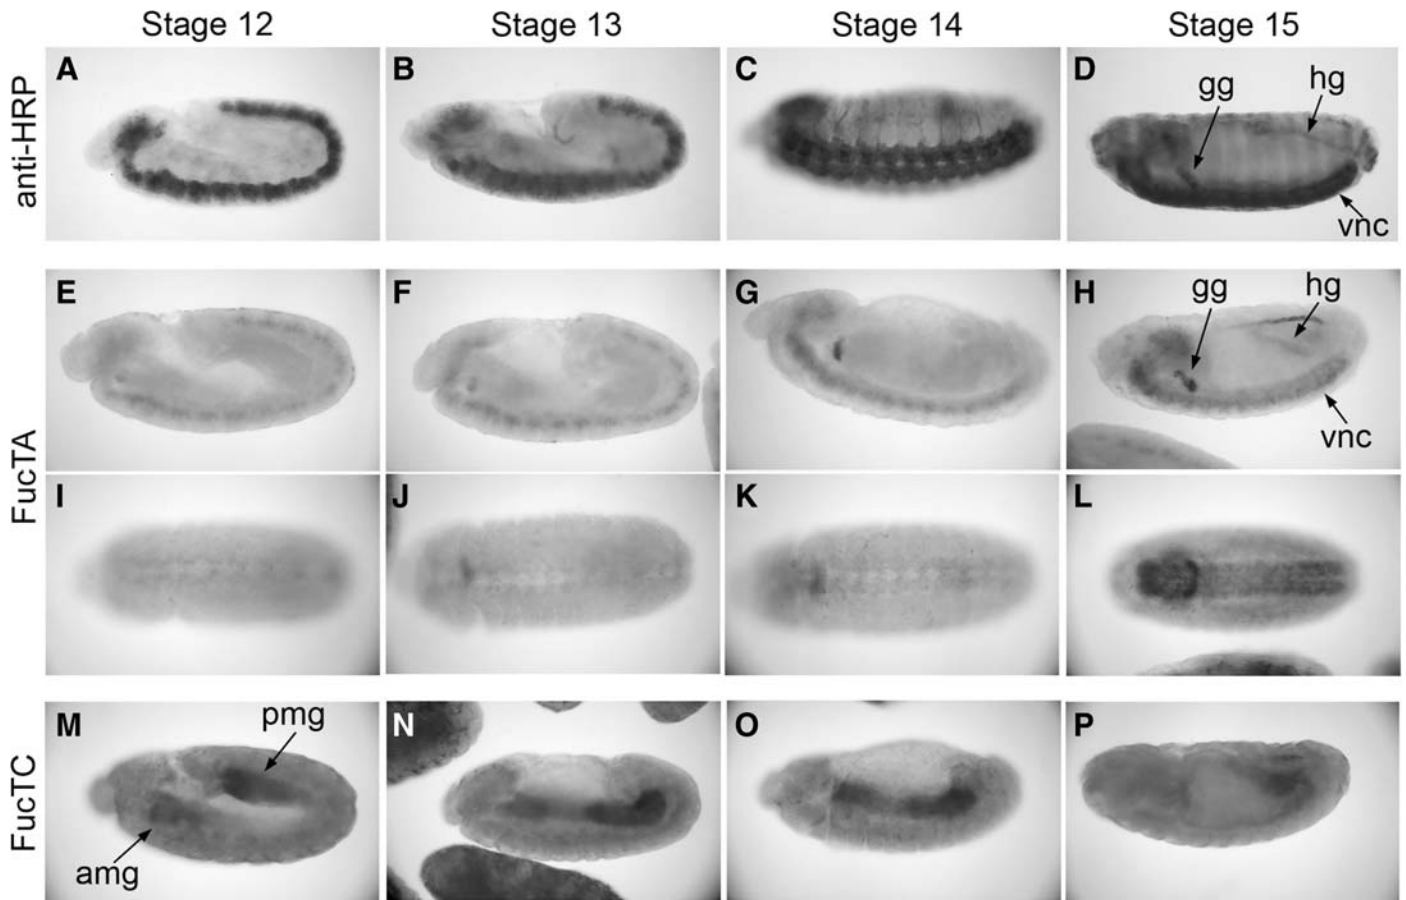 Stage 12
Stage 13
Stage 14
Stage 15
anti-HRP
A
B
C
D
gg
hg
vnc
FucTA
E
F
G
H
gg
hg
vnc
I
J
K
L
FucTC
M
pmg
amg
N
O
P